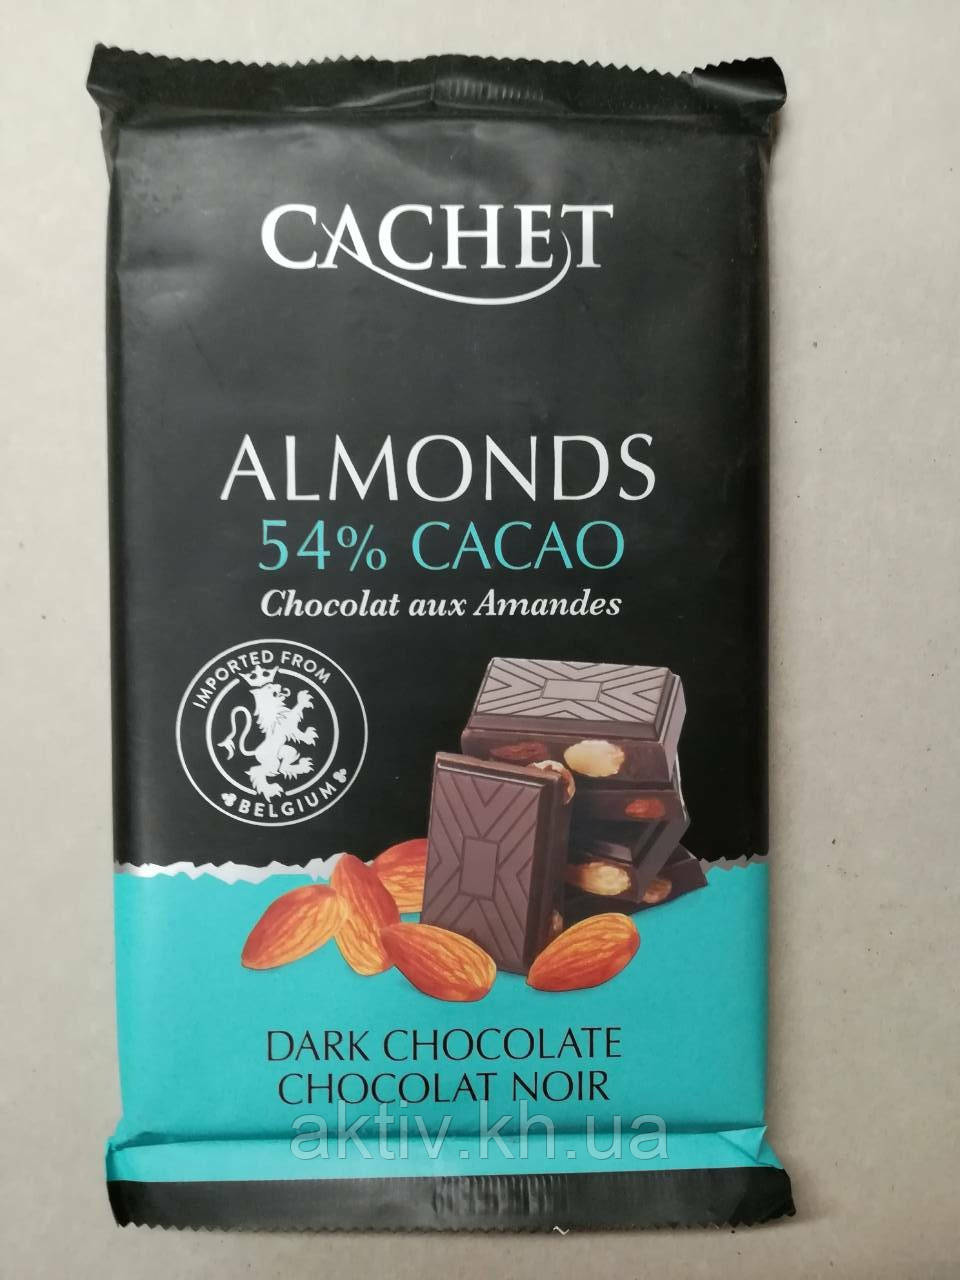 CACHET
ALMONDS
54% CACAO
Chocolat aux Amandes
IMPORTED FROM
BELGIUM
DARK CHOCOLATE
CHOCOLAT NOIR
aktiv.kh.ua